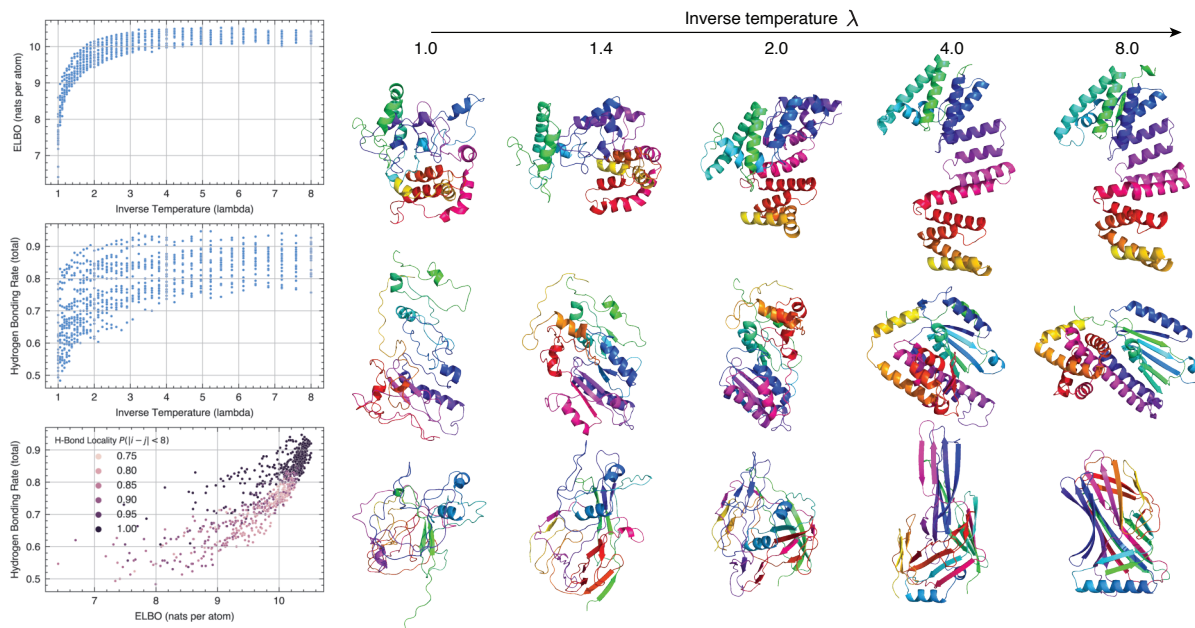 ELBO (nats per atom)
10
9
8
7
1 2 3 4 5 6 7 8
Inverse Temperature (lambda)
Hydrogen Bonding Rate (total)
0.9
0.8
0.7
0.6
0.5
1 2 3 4 5 6 7 8
Inverse Temperature (lambda)
Hydrogen Bonding Rate (total)
0.9
0.8
0.7
0.6
0.5
H-Bond Locality P(|i − j| < 8)
0.75
0.80
0.85
0.90
0.95
1.00
7 8 9 10
ELBO (nats per atom)
Inverse temperature λ
1.0 1.4 2.0 4.0 8.0